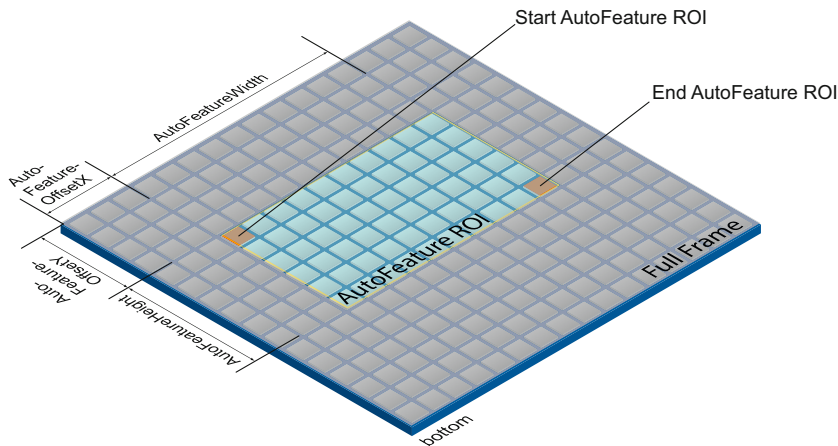 Start AutoFeature ROI
End AutoFeature ROI
AutoFeatureWidth
Auto-
Feature-
OffsetX
AutoFeature ROI
Full Frame
Auto-
Feature-
OffsetY
AutoFeatureHeight
bottom